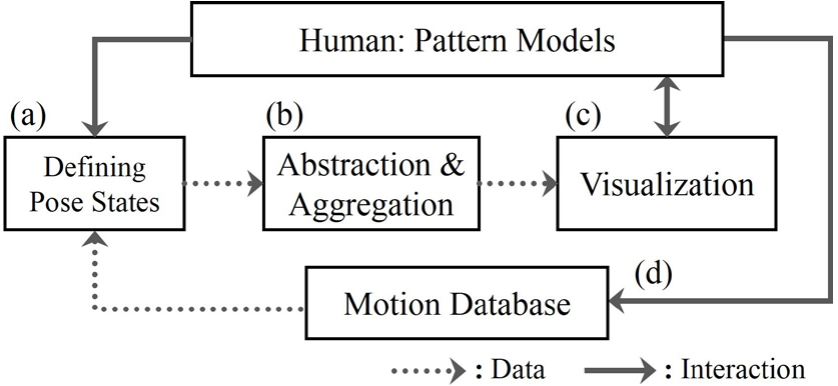 Human: Pattern Models
(a)
(b)
(c)
Defining
Pose States
Abstraction &
Aggregation
Visualization
(d)
Motion Database
: Data
: Interaction